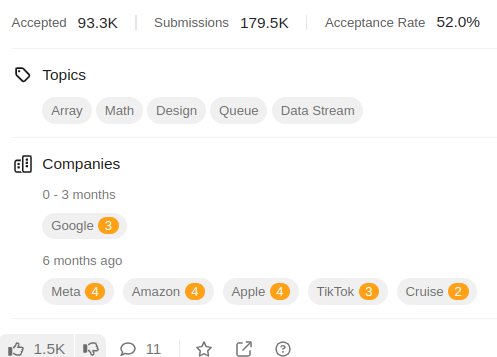 Accepted 93.3K Submissions 179.5K Acceptance Rate 52.0%
Topics
Array Math Design Queue Data Stream
Companies
0 - 3 months
Google 3
6 months ago
Meta 4 Amazon 4 Apple 4 TikTok 3 Cruise 2
1.5K 11